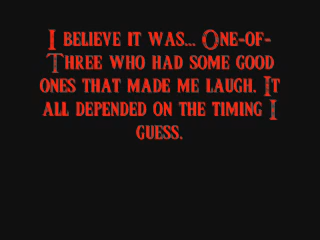 I believe it was... One-of-
Three who had some good
ones that made me laugh. It
all depended on the timing I
guess.